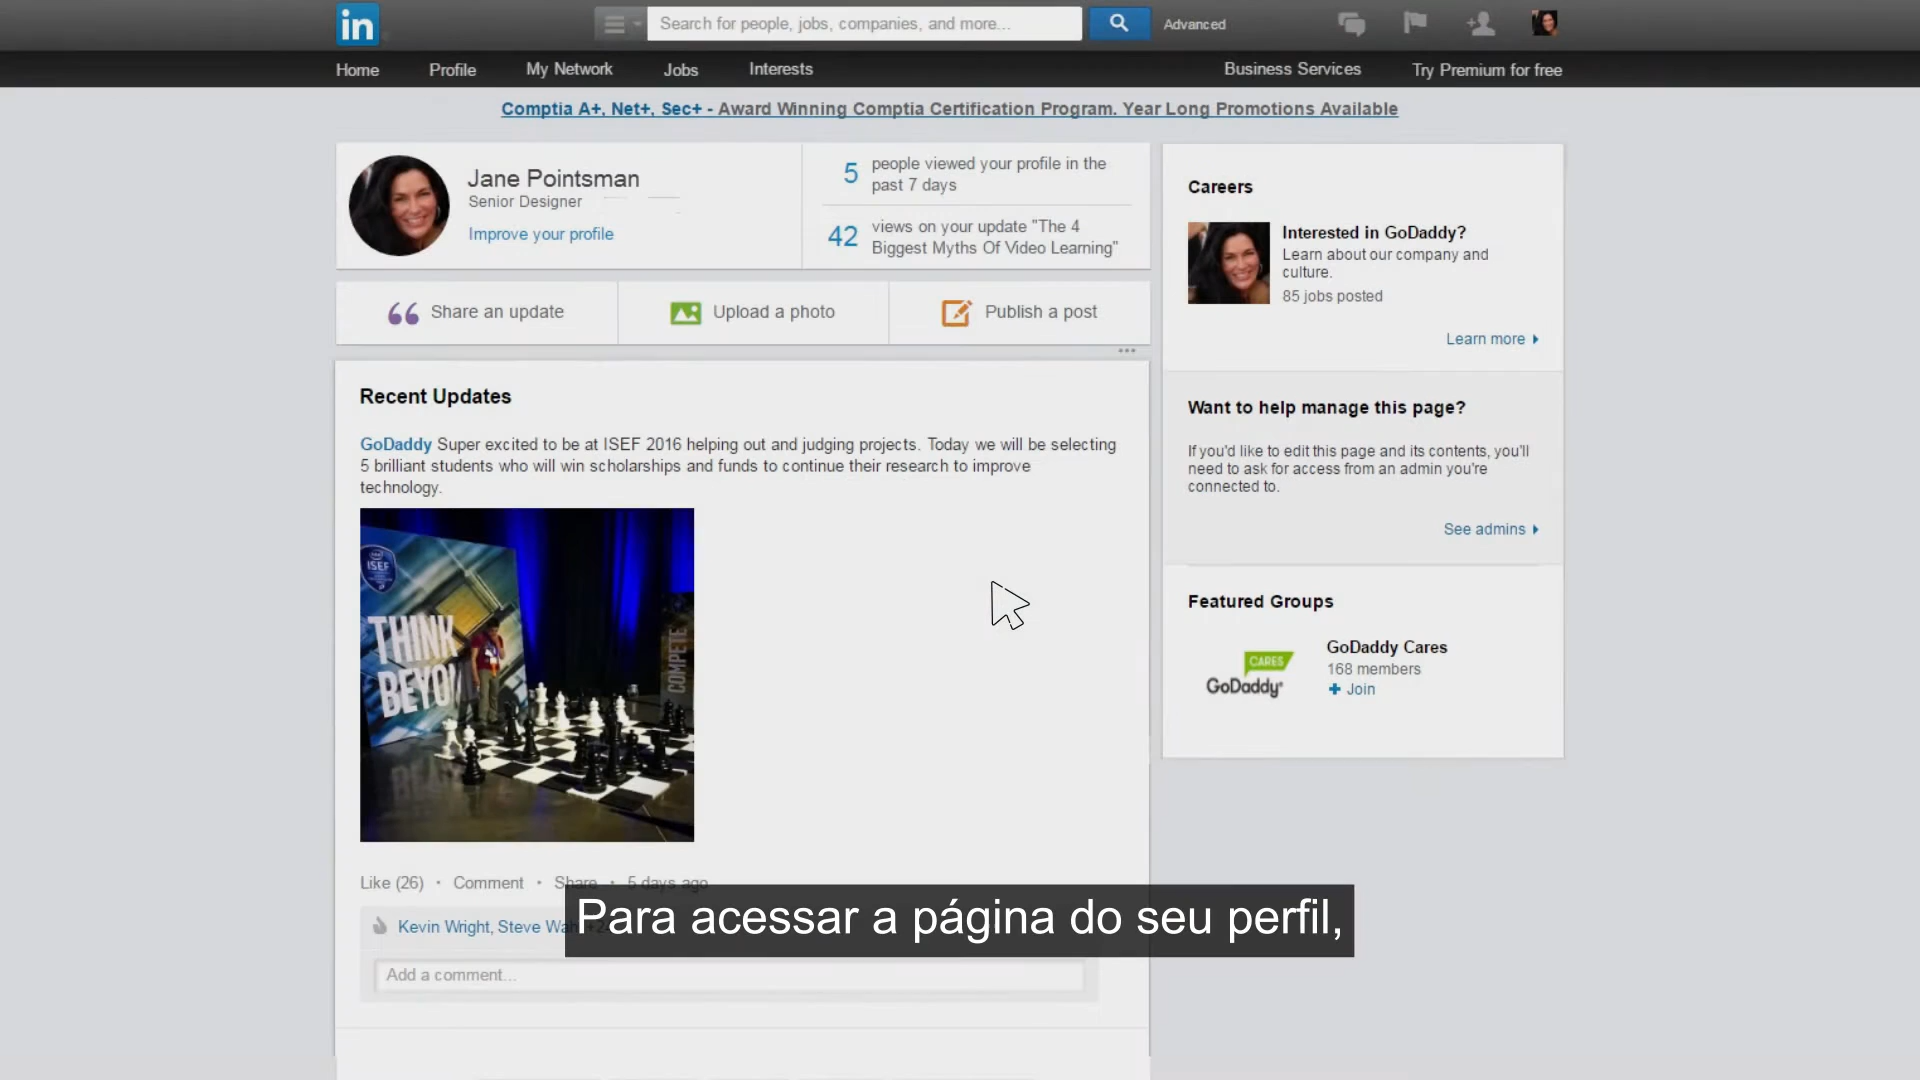 in
Search for people, jobs, companies, and more...
Advanced
Home
Profile
My Network
Jobs
Interests
Business Services
Try Premium for free
Comptia A+, Net+, Sec+ - Award Winning Comptia Certification Program. Year Long Promotions Available
Jane Pointsman
Senior Designer
Improve your profile
5 people viewed your profile in the
past 7 days
42 views on your update "The 4
Biggest Myths Of Video Learning"
Share an update
Upload a photo
Publish a post
Recent Updates
GoDaddy Super excited to be at ISEF 2016 helping out and judging projects. Today we will be selecting
5 brilliant students who will win scholarships and funds to continue their research to improve
technology.
ISEF
THINK
BEYO
COMPETE
Like (26) · Comment · Share · 5 days ago
Kevin Wright, Steve
Add a comment...
Careers
Interested in GoDaddy?
Learn about our company and
culture.
85 jobs posted
Learn more
Want to help manage this page?
If you'd like to edit this page and its contents, you'll
need to ask for access from an admin you're
connected to.
See admins
Featured Groups
CARES
GoDaddy
GoDaddy Cares
168 members
Join
Para acessar a página do seu perfil,